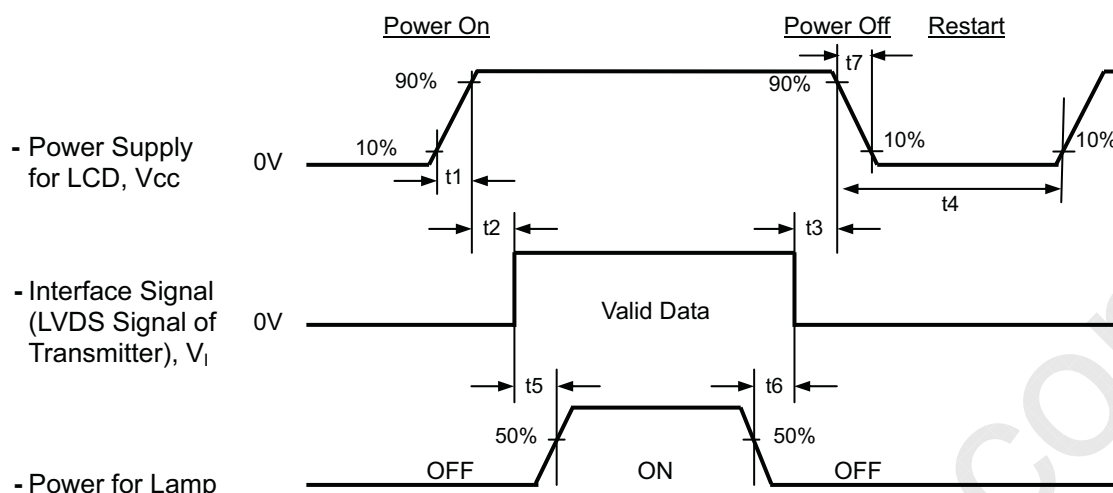 Power On
Power Off
Restart
t7
90%
90%
10%
10%
10%
- Power Supply
for LCD, Vcc
0V
t1
t4
t2
t3
- Interface Signal
(LVDS Signal of
Transmitter), VI
0V
Valid Data
t5
t6
50%
50%
OFF
ON
OFF
- Power for Lamp